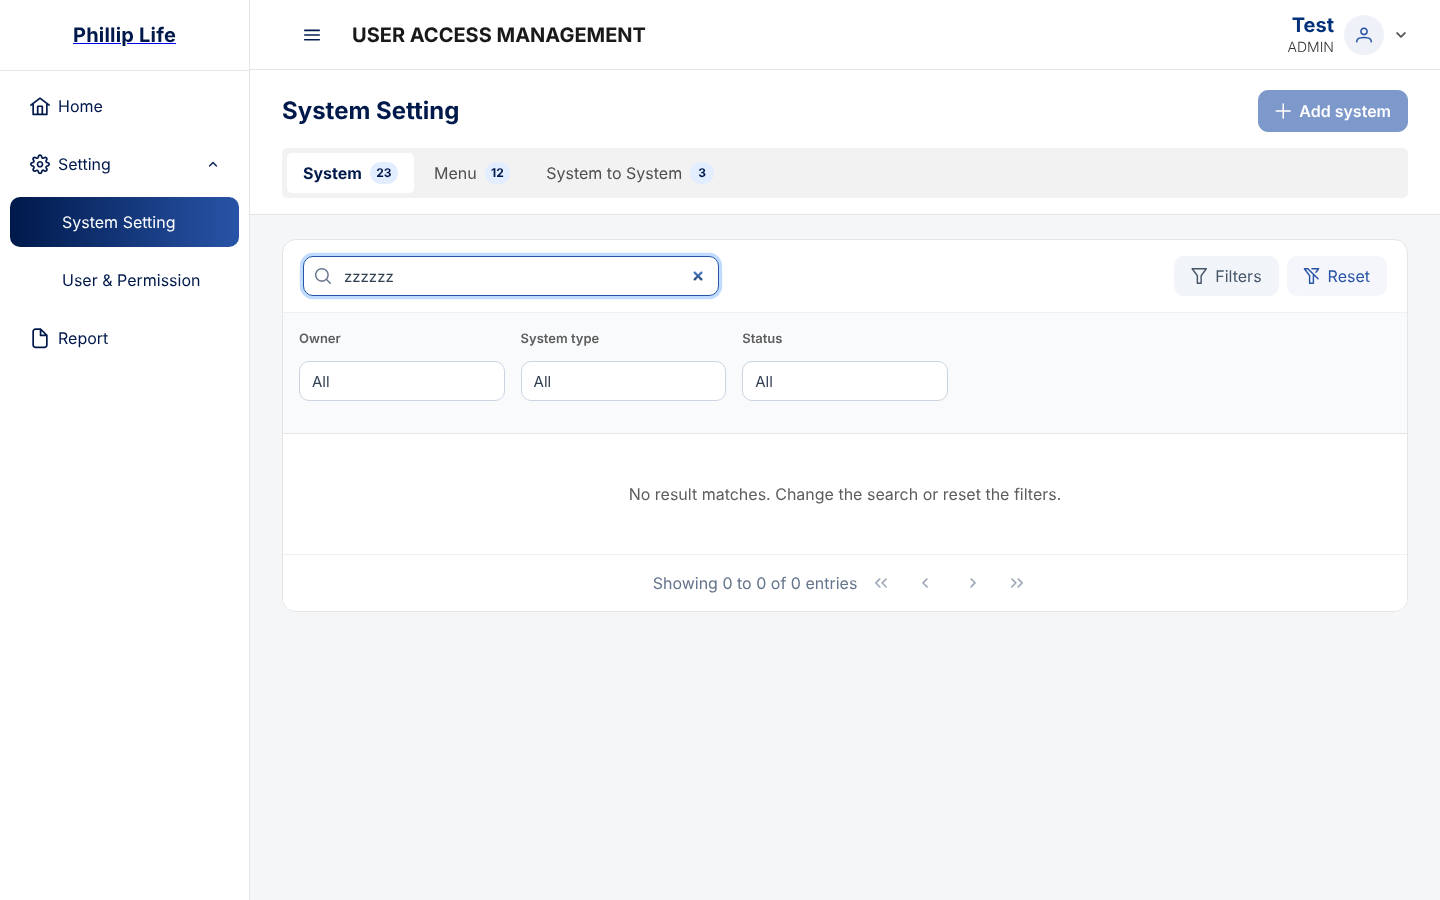 Phillip Life
USER ACCESS MANAGEMENT
Test
ADMIN
Home
Setting
System Setting
User & Permission
Report
System Setting
Add system
System 23
Menu 12
System to System 3
zzzzzz
Filters
Reset
Owner
System type
Status
All
All
All
No result matches. Change the search or reset the filters.
Showing 0 to 0 of 0 entries